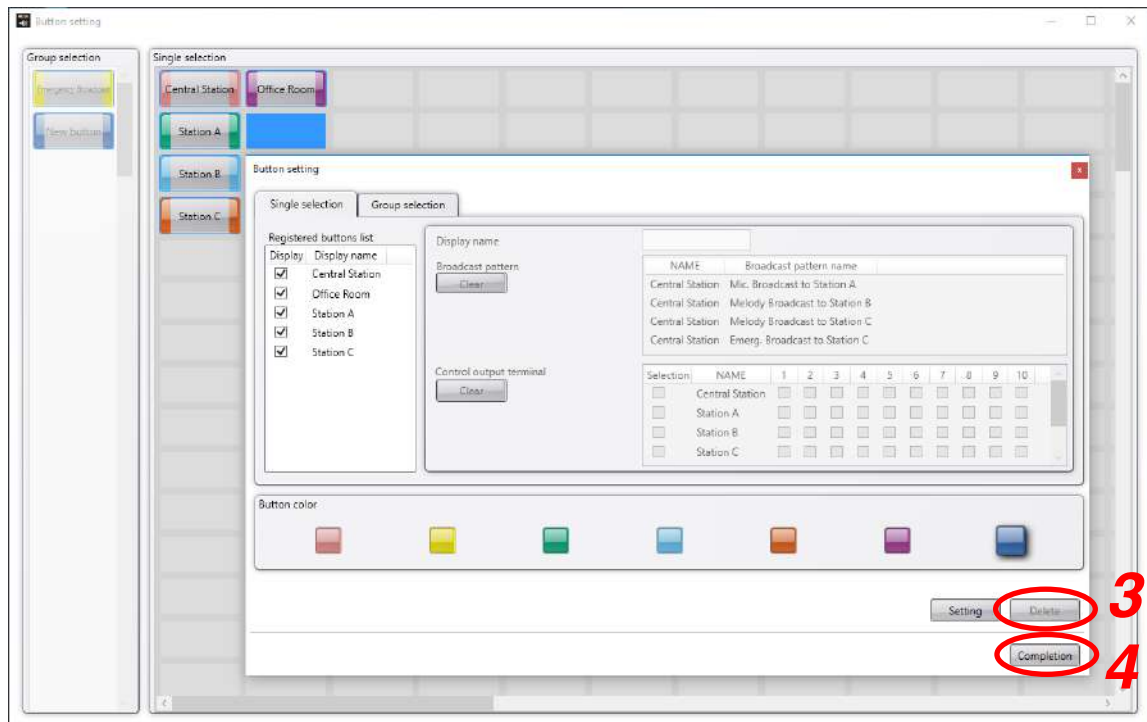 Button setting
Group selection
Single selection
Emergenc Broadcast
New button
Central Station
Office Room
Station A
Station B
Station C
Button setting
Single selection
Group selection
Registered buttons list
Display Display name
Central Station
Office Room
Station A
Station B
Station C
Display name
Broadcast pattern
Clear
NAME Broadcast pattern name
Central Station Mic. Broadcast to Station A
Central Station Melody Broadcast to Station B
Central Station Melody Broadcast to Station C
Central Station Emerg. Broadcast to Station C
Control output terminal
Clear
Selection NAME 1 2 3 4 5 6 7 8 9 10
Central Station
Station A
Station B
Station C
Button color
Setting
Delete
3
Completion
4